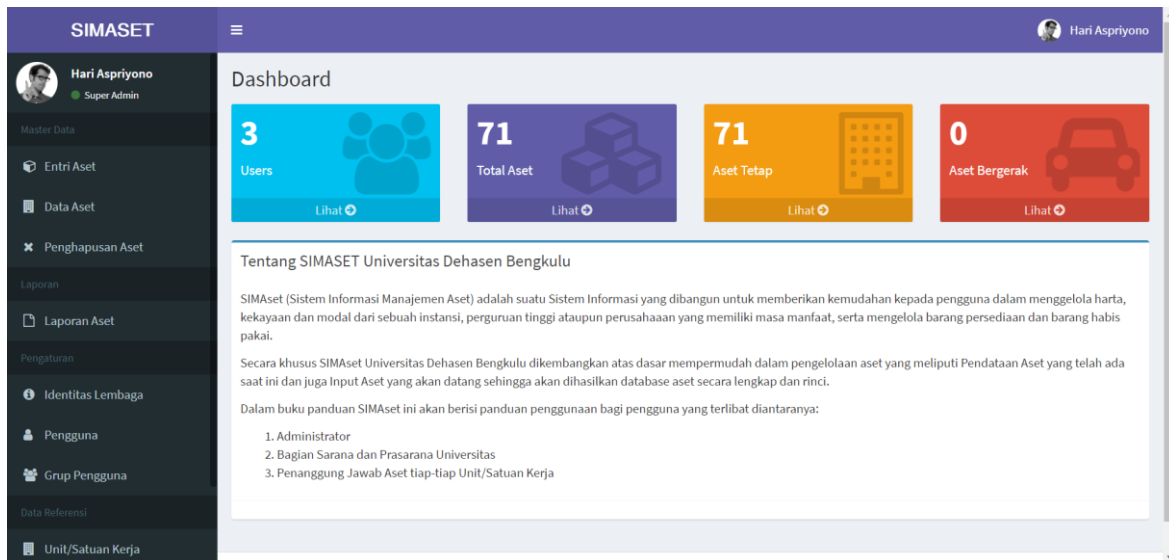 SIMASET
Hari Aspriyono
Hari Aspriyono
Super Admin
Master Data
Entri Aset
Data Aset
Penghapusan Aset
Laporan
Laporan Aset
Pengaturan
Identitas Lembaga
Pengguna
Grup Pengguna
Data Referensi
Unit/Satuan Kerja
Dashboard
3
Users
Lihat
71
Total Aset
Lihat
71
Aset Tetap
Lihat
0
Aset Bergerak
Lihat
Tentang SIMASET Universitas Dehasen Bengkulu
SIMAset (Sistem Informasi Manajemen Aset) adalah suatu Sistem Informasi yang dibangun untuk memberikan kemudahan kepada pengguna dalam menggelola harta,
kekayaan dan modal dari sebuah instansi, perguruan tinggi ataupun perusahaaan yang memiliki masa manfaat, serta mengelola barang persediaan dan barang habis
pakai.
Secara khusus SIMAset Universitas Dehasen Bengkulu dikembangkan atas dasar mempermudah dalam pengelolaan aset yang meliputi Pendataan Aset yang telah ada
saat ini dan juga Input Aset yang akan datang sehingga akan dihasilkan database aset secara lengkap dan rinci.
Dalam buku panduan SIMAset ini akan berisi panduan penggunaan bagi pengguna yang terlibat diantaranya:
1. Administrator
2. Bagian Sarana dan Prasarana Universitas
3. Penanggung Jawab Aset tiap-tiap Unit/Satuan Kerja